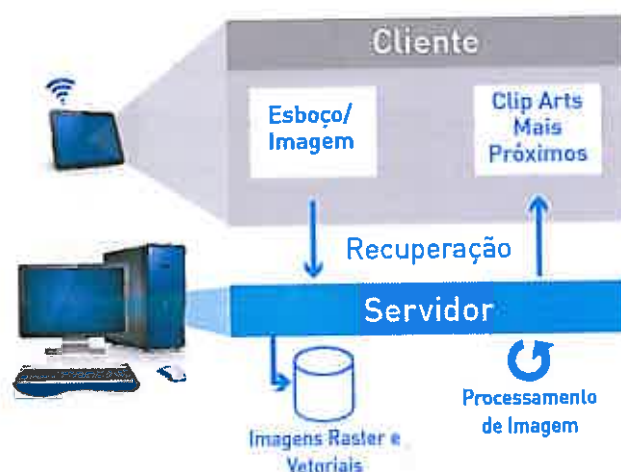 Cliente
Esboço/
Imagem
Clip Arts
Mais
Próximos
Recuperação
Servidor
Imagens Raster e
Vetoriais
Processamento
de Imagem